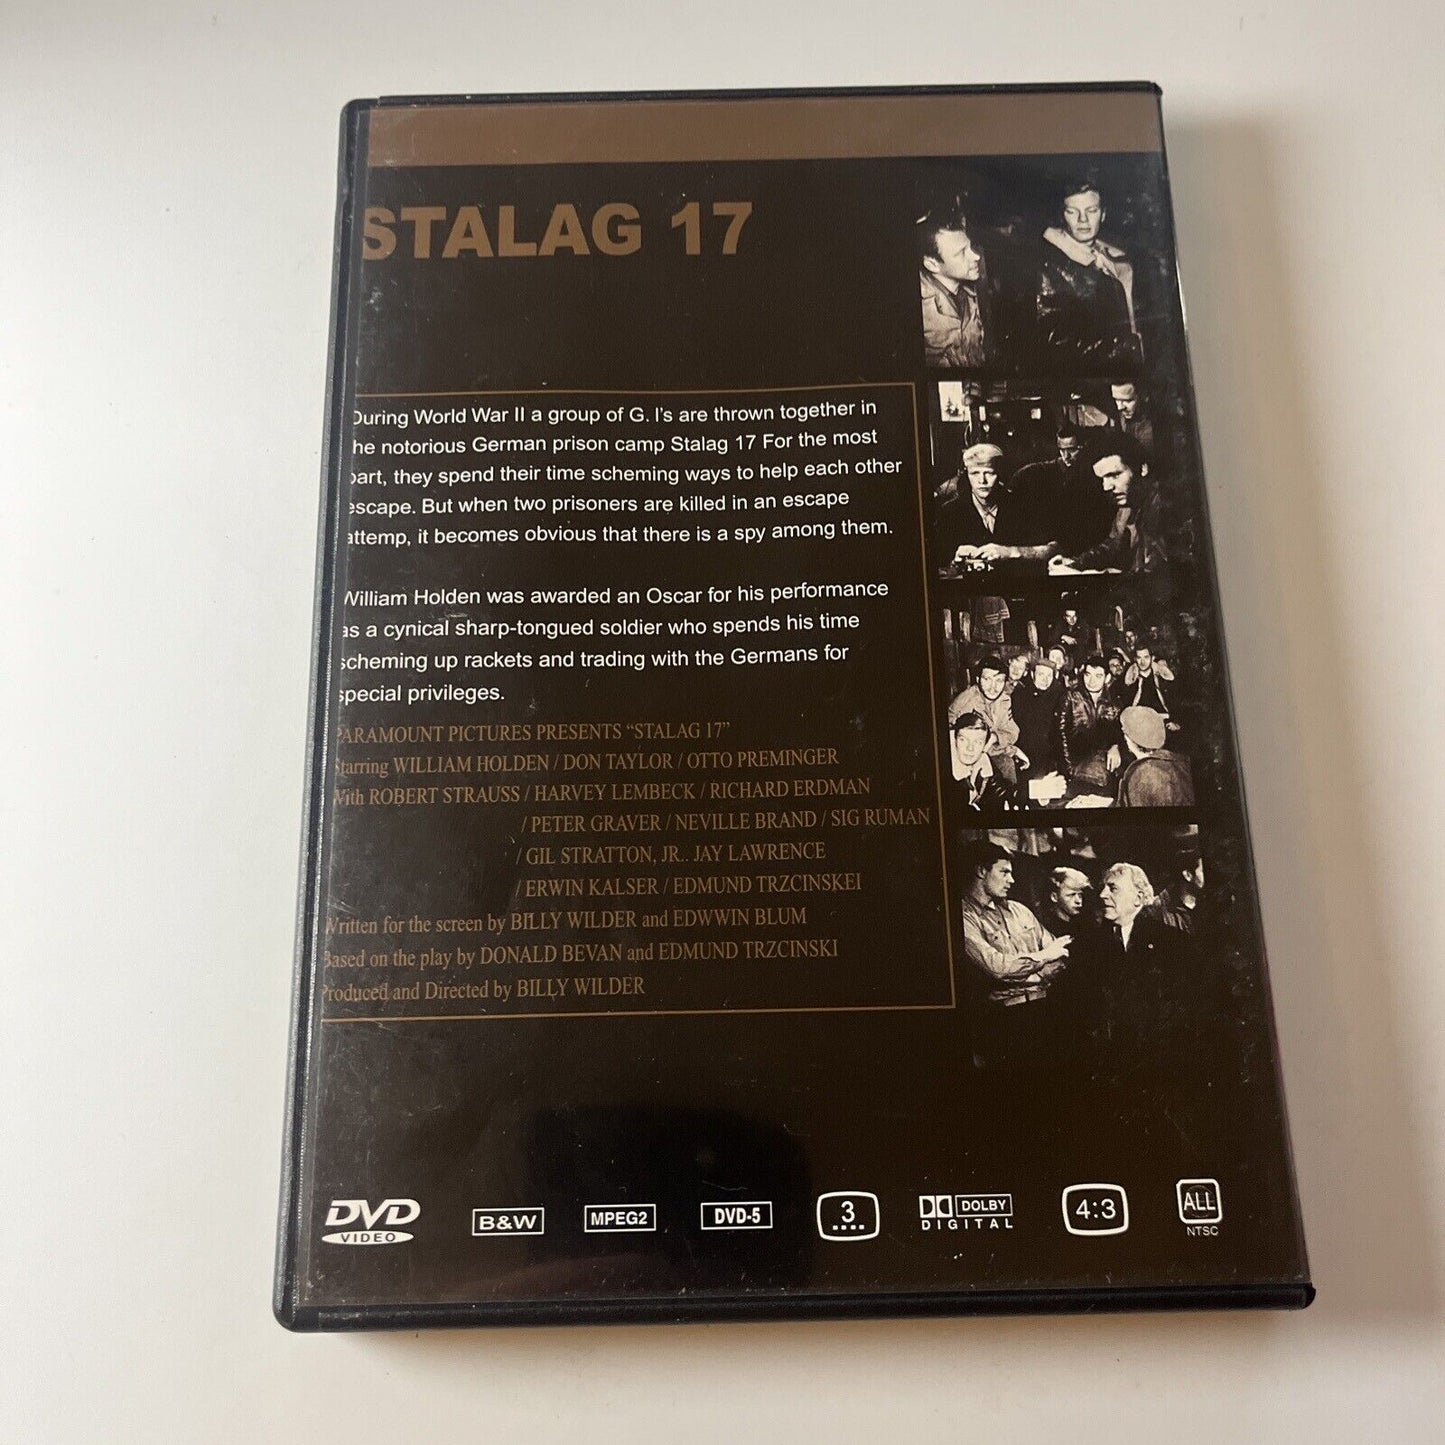 STALAG 17
During World War II a group of G. I's are thrown together in
he notorious German prison camp Stalag 17 For the most
part, they spend their time scheming ways to help each other
escape. But when two prisoners are killed in an escape
attemp, it becomes obvious that there is a spy among them.
William Holden was awarded an Oscar for his performance
as a cynical sharp-tongued soldier who spends his time
scheming up rackets and trading with the Germans for
special privileges.
PARAMOUNT PICTURES PRESENTS “STALAG 17”
Starring WILLIAM HOLDEN / DON TAYLOR / OTTO PREMINGER
With ROBERT STRAUSS / HARVEY LEMBECK / RICHARD ERDMAN
/ PETER GRAVER / NEVILLE BRAND / SIG RUMAN
/ GIL STRATTON, JR.. JAY LAWRENCE
/ ERWIN KALSER / EDMUND TRZCINSKEI
Written for the screen by BILLY WILDER and EDWWIN BLUM
Based on the play by DONALD BEVAN and EDMUND TRZCINSKI
Produced and Directed by BILLY WILDER
DVD VIDEO
B&W
MPEG2
DVD-5
3
DOLBY DIGITAL
4:3
ALL NTSC